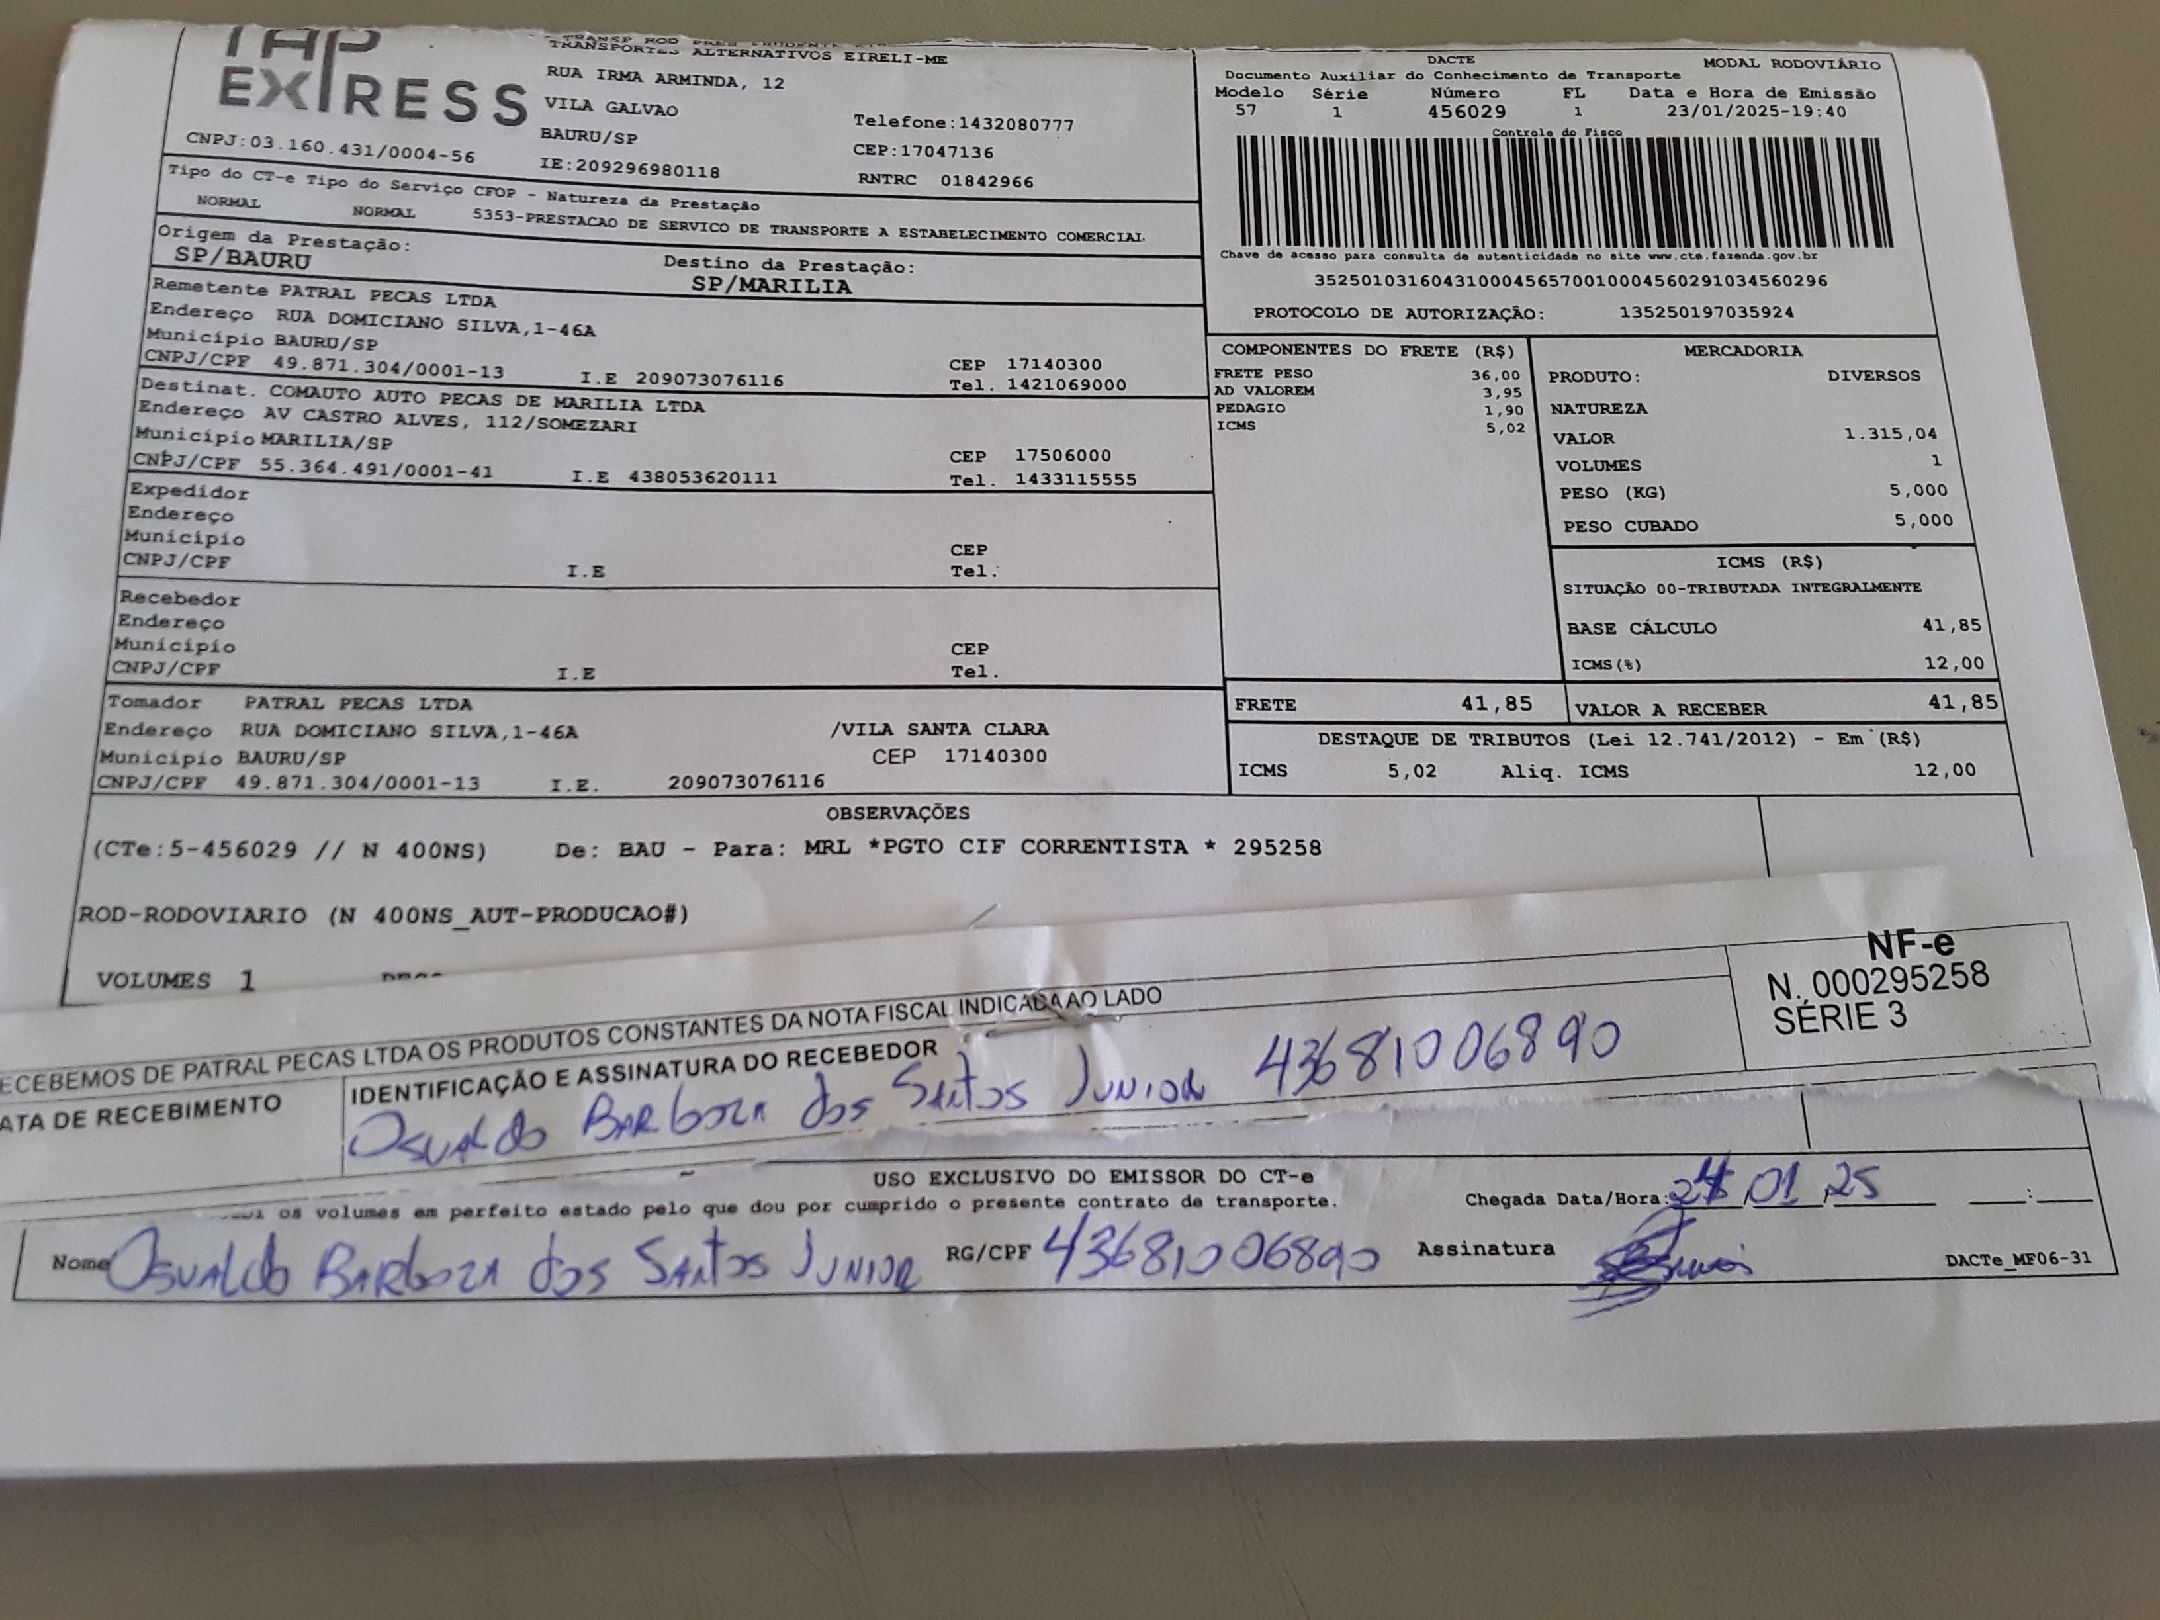 TAP
EXPRESS
TRANSPORTES ALTERNATIVOS EIRELI-ME
RUA IRMA ARMINDA, 12
VILA GALVAO
BAURU/SP
IE:209296980118
Telefone:1432080777
CEP:17047136
RNTRC 01842966
CNPJ:03.160.431/0004-56
DACTE
MODAL RODOVIÁRIO
Documento Auxiliar do Conhecimento de Transporte
Modelo Série Número FL Data e Hora de Emissão
57 1 456029 1 23/01/2025-19:40
Controle do Fisco
Chave de acesso para consulta de autenticidade no site www.cte.fazenda.gov.br
35250103160431000456570010004560291034560296
PROTOCOLO DE AUTORIZAÇÃO: 135250197035924
Tipo do CT-e Tipo do Serviço CFOP - Natureza da Prestação
NORMAL NORMAL 5353-PRESTACAO DE SERVICO DE TRANSPORTE A ESTABELECIMENTO COMERCIAL
Origem da Prestação:
SP/BAURU
Destino da Prestação:
SP/MARILIA
Remetente PATRAL PECAS LTDA
Endereço RUA DOMICIANO SILVA,1-46A
Município BAURU/SP CEP 17140300
CNPJ/CPF 49.871.304/0001-13 I.E 209073076116 Tel. 1421069000
Destinat. COMAUTO AUTO PECAS DE MARILIA LTDA
Endereço AV CASTRO ALVES, 112/SOMEZARI
Município MARILIA/SP CEP 17506000
CNPJ/CPF 55.364.491/0001-41 I.E 438053620111 Tel. 1433115555
Expedidor
Endereço
Município CEP
CNPJ/CPF I.E Tel.
Recebedor
Endereço
Município CEP
CNPJ/CPF I.E Tel.
Tomador PATRAL PECAS LTDA
Endereço RUA DOMICIANO SILVA,1-46A /VILA SANTA CLARA
Município BAURU/SP CEP 17140300
CNPJ/CPF 49.871.304/0001-13 I.E. 209073076116
COMPONENTES DO FRETE (R$)
FRETE PESO 36,00
AD VALOREM 3,95
PEDAGIO 1,90
ICMS 5,02
MERCADORIA
PRODUTO: DIVERSOS
NATUREZA
VALOR 1.315,04
VOLUMES 1
PESO (KG) 5,000
PESO CUBADO 5,000
ICMS (R$)
SITUAÇÃO 00-TRIBUTADA INTEGRALMENTE
BASE CÁLCULO 41,85
ICMS(%) 12,00
FRETE 41,85 VALOR A RECEBER 41,85
DESTAQUE DE TRIBUTOS (Lei 12.741/2012) - Em (R$)
ICMS 5,02 Aliq. ICMS 12,00
OBSERVAÇÕES
(CTe:5-456029 // N 400NS) De: BAU - Para: MRL *PGTO CIF CORRENTISTA * 295258
ROD-RODOVIARIO (N 400NS_AUT-PRODUCAO#)
VOLUMES 1
ECEBEMOS DE PATRAL PECAS LTDA OS PRODUTOS CONSTANTES DA NOTA FISCAL INDICADA AO LADO
ATA DE RECEBIMENTO
IDENTIFICAÇÃO E ASSINATURA DO RECEBEDOR
Osvaldo Barboza dos Santos Junior 43681006890
NF-e
N. 000295258
SÉRIE 3
USO EXCLUSIVO DO EMISSOR DO CT-e
os volumes em perfeito estado pelo que dou por cumprido o presente contrato de transporte.
Chegada Data/Hora: 24 01 25 __:__
Nome Osvaldo Barboza dos Santos Junior RG/CPF 43681006890 Assinatura
DACTe_MF06-31